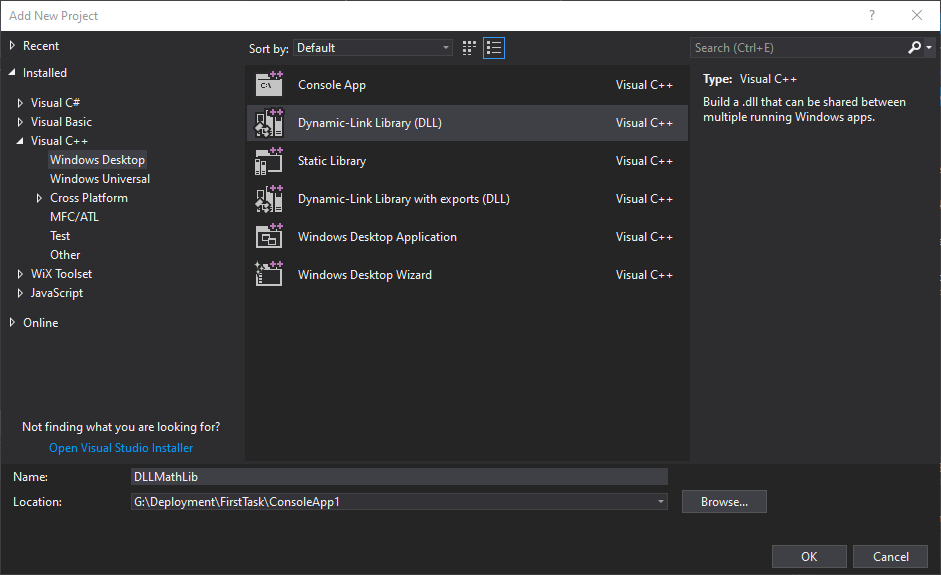 Add New Project
?
Recent
Installed
Visual C#
Visual Basic
Visual C++
Windows Desktop
Windows Universal
Cross Platform
MFC/ATL
Test
Other
WiX Toolset
JavaScript
Online
Not finding what you are looking for?
Open Visual Studio Installer
Sort by: Default
Console App Visual C++
Dynamic-Link Library (DLL) Visual C++
Static Library Visual C++
Dynamic-Link Library with exports (DLL) Visual C++
Windows Desktop Application Visual C++
Windows Desktop Wizard Visual C++
Search (Ctrl+E)
Type: Visual C++
Build a .dll that can be shared between
multiple running Windows apps.
Name: DLLMathLib
Location: G:\Deployment\FirstTask\ConsoleApp1
Browse...
OK Cancel